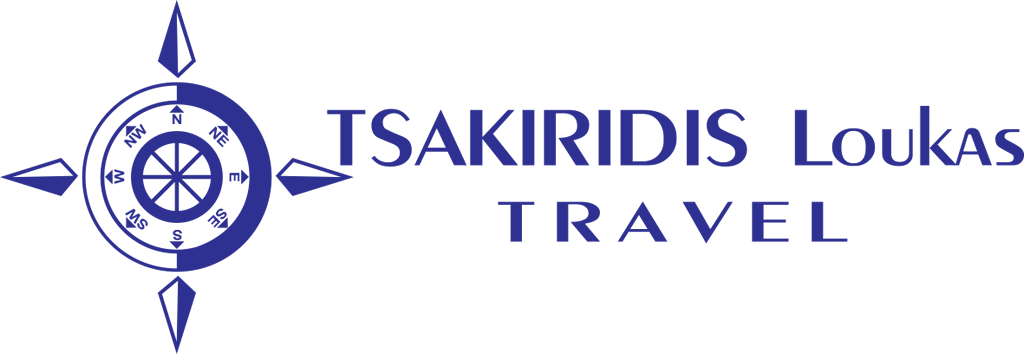 N
NW NE
W E
SW SE
S
TSAKIRIDIS Loukas
TRAVEL